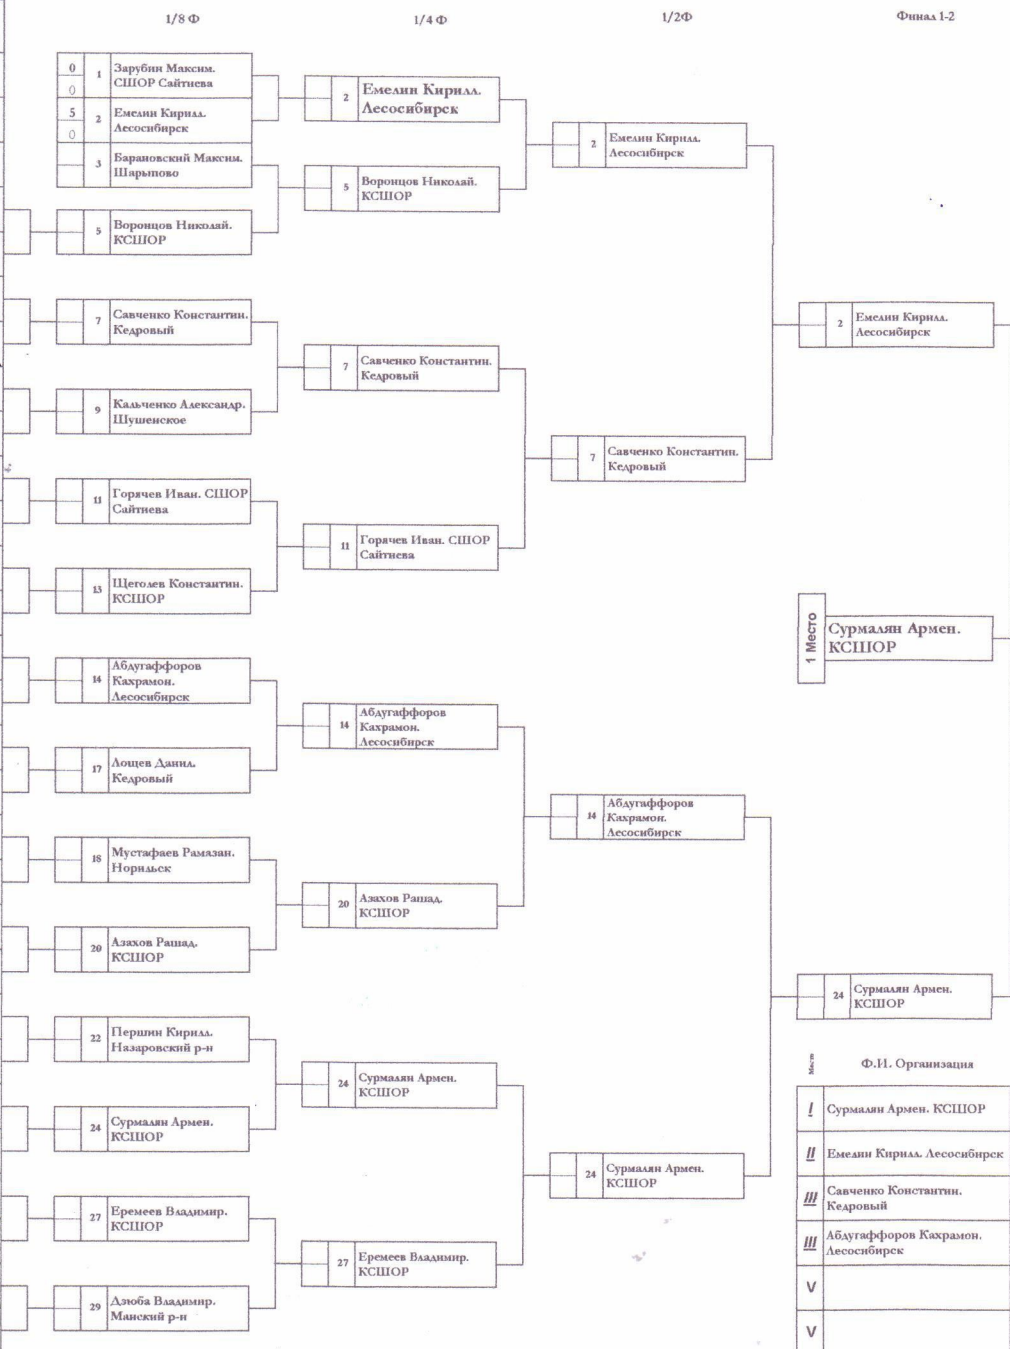 1/8 Ф
1/4 Ф
1/2Ф
Финал 1-2
0
0
1
Зарубин Максим.
СШОР Сайтиева
5
0
2
Емелин Кирилл.
Лесосибирск
3
Барановский Максим.
Шарыпово
5
Воронцов Николай.
КСШОР
7
Савченко Константин.
Кедровый
9
Кальченко Александр.
Шушенское
11
Горячев Иван. СШОР
Сайтиева
13
Щеголев Константин.
КСШОР
14
Абдугаффоров
Кахрамон.
Лесосибирск
17
Лощев Данил.
Кедровый
18
Мустафаев Рамазан.
Норильск
20
Азахов Рашад.
КСШОР
22
Першин Кирилл.
Назаровский р-н
24
Сурмалян Армен.
КСШОР
27
Еремеев Владимир.
КСШОР
29
Дзюба Владимир.
Манский р-н
2
Емелин Кирилл.
Лесосибирск
5
Воронцов Николай.
КСШОР
7
Савченко Константин.
Кедровый
11
Горячев Иван. СШОР
Сайтиева
14
Абдугаффоров
Кахрамон.
Лесосибирск
20
Азахов Рашад.
КСШОР
24
Сурмалян Армен.
КСШОР
27
Еремеев Владимир.
КСШОР
2
Емелин Кирилл.
Лесосибирск
7
Савченко Константин.
Кедровый
14
Абдугаффоров
Кахрамон.
Лесосибирск
24
Сурмалян Армен.
КСШОР
2
Емелин Кирилл.
Лесосибирск
1 Место
Сурмалян Армен.
КСШОР
24
Сурмалян Армен.
КСШОР
Ф.И. Организация
I
Сурмалян Армен. КСШОР
II
Емелин Кирилл. Лесосибирск
III
Савченко Константин.
Кедровый
III
Абдугаффоров Кахрамон.
Лесосибирск
V
V